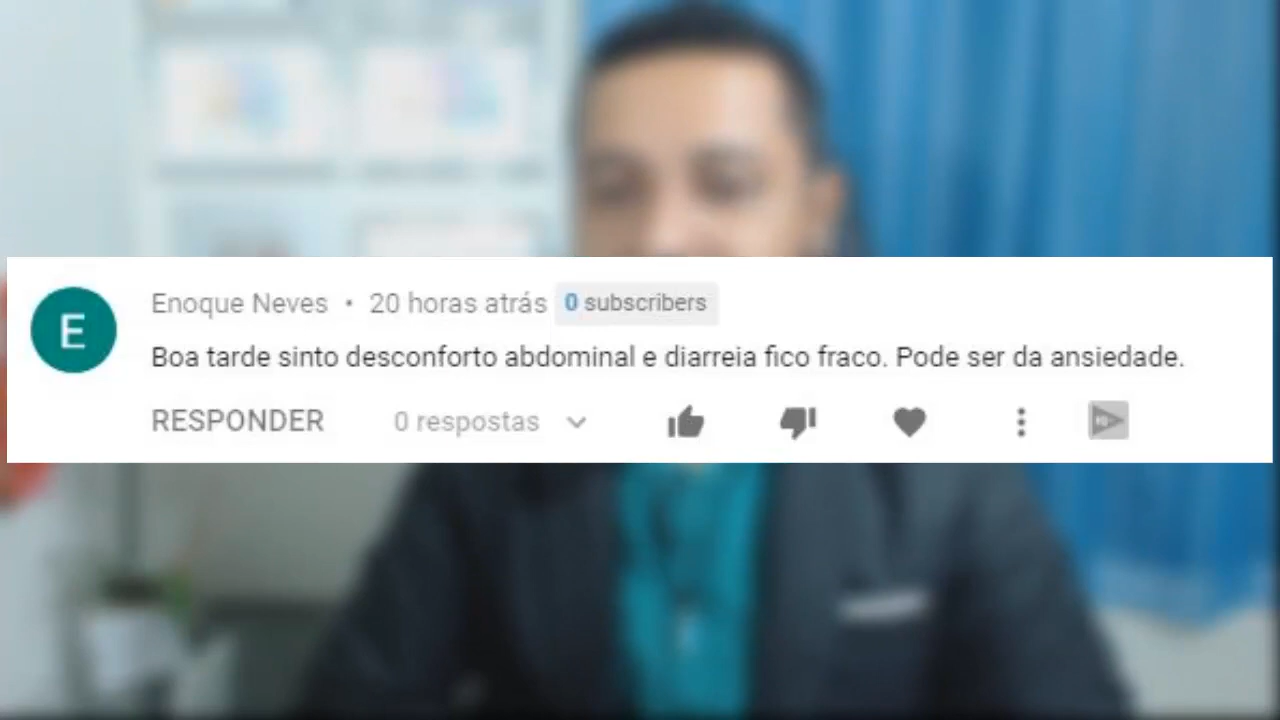 E
Enoque Neves • 20 horas atrás 0 subscribers
Boa tarde sinto desconforto abdominal e diarreia fico fraco. Pode ser da ansiedade.
RESPONDER 0 respostas